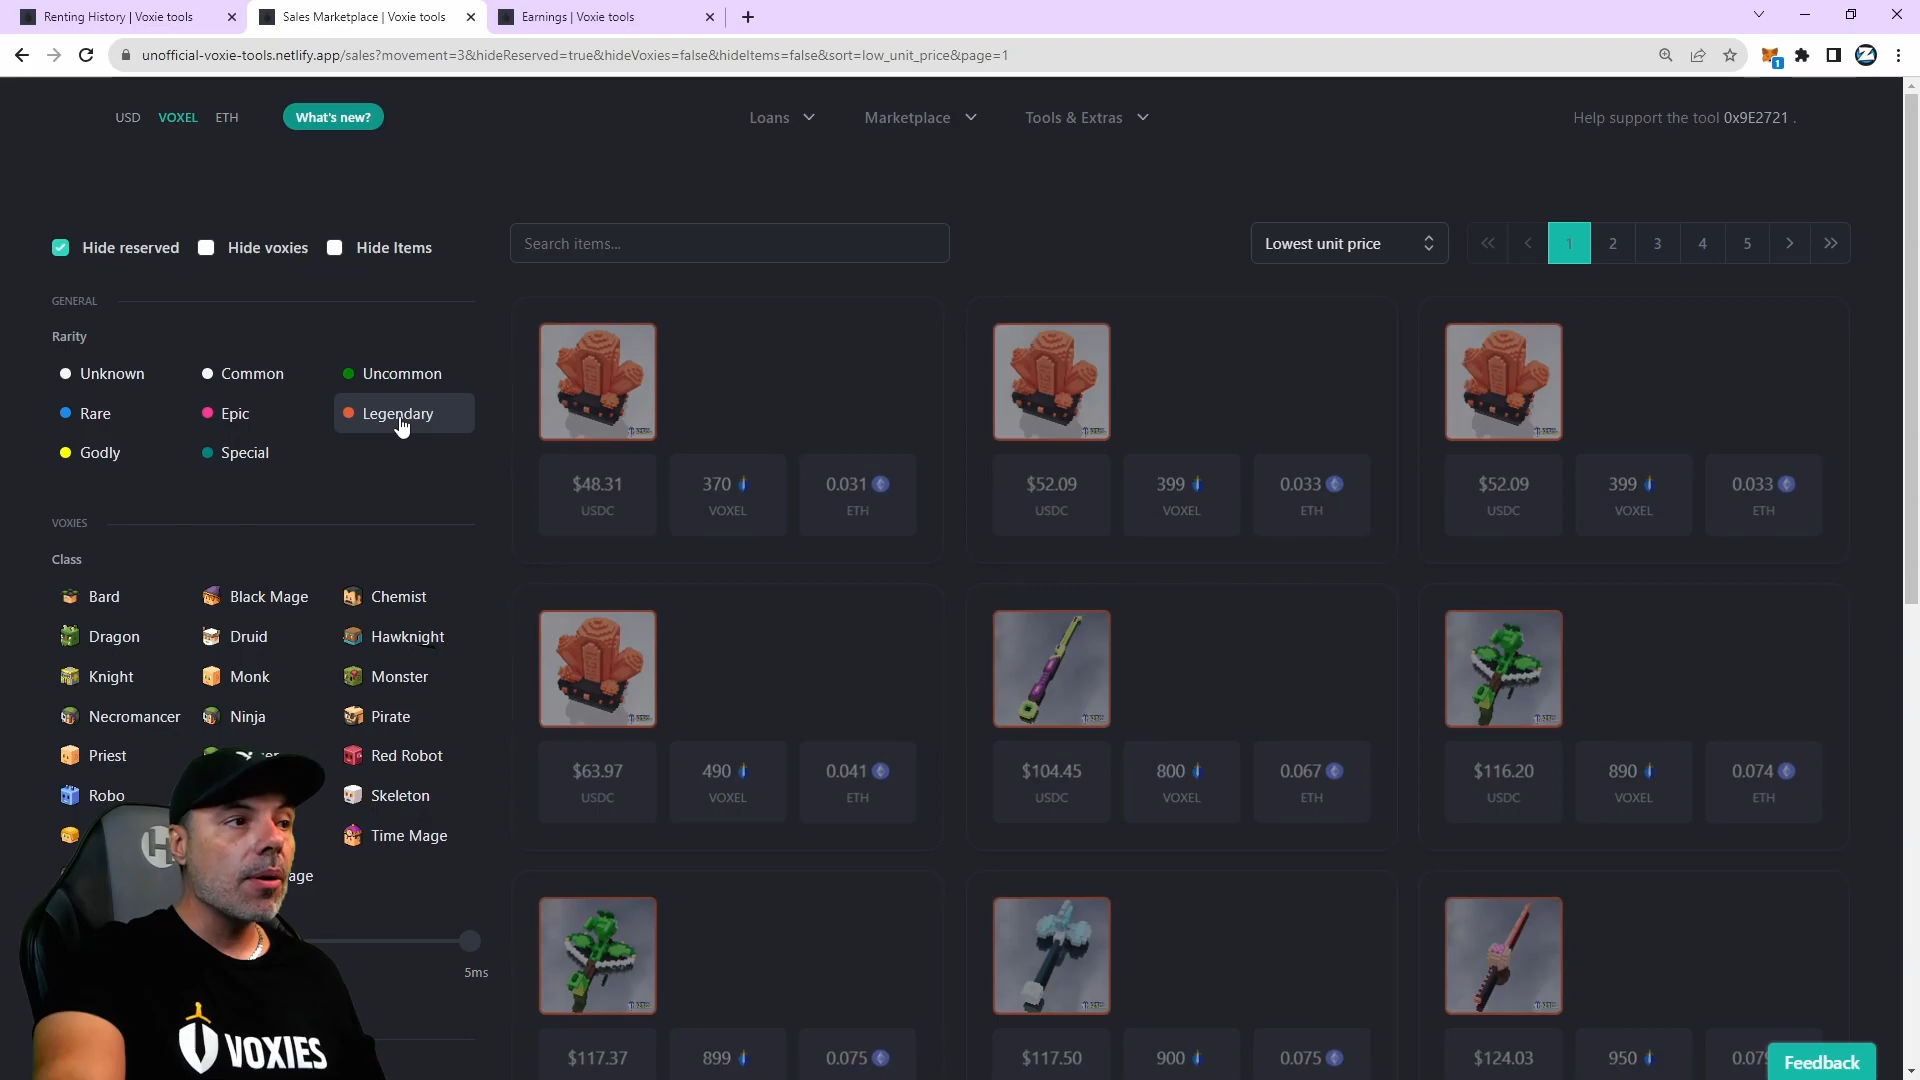 Renting History | Voxie tools
Sales Marketplace | Voxie tools
Earnings | Voxie tools
unofficial-voxie-tools.netlify.app/sales?movement=3&hideReserved=true&hideVoxies=false&hideItems=false&sort=low_unit_price&page=1
1
USD VOXEL ETH What's new? Loans Marketplace Tools & Extras Help support the tool 0x9E2721 .
Hide reserved Hide voxies Hide Items
Search items...
Lowest unit price
1 2 3 4 5
GENERAL
Rarity
Unknown Common Uncommon
Rare Epic Legendary
Godly Special
VOXIES
Class
Bard Black Mage Chemist
Dragon Druid Hawknight
Knight Monk Monster
Necromancer Ninja Pirate
Priest Red Robot
Robo Skeleton
Time Mage
age
5ms
$48.31 370 0.031
USDC VOXEL ETH
$52.09 399 0.033
USDC VOXEL ETH
$52.09 399 0.033
USDC VOXEL ETH
$63.97 490 0.041
USDC VOXEL ETH
$104.45 800 0.067
USDC VOXEL ETH
$116.20 890 0.074
USDC VOXEL ETH
$117.37 899 0.075
$117.50 900 0.075
$124.03 950
Feedback
H
VOXIES